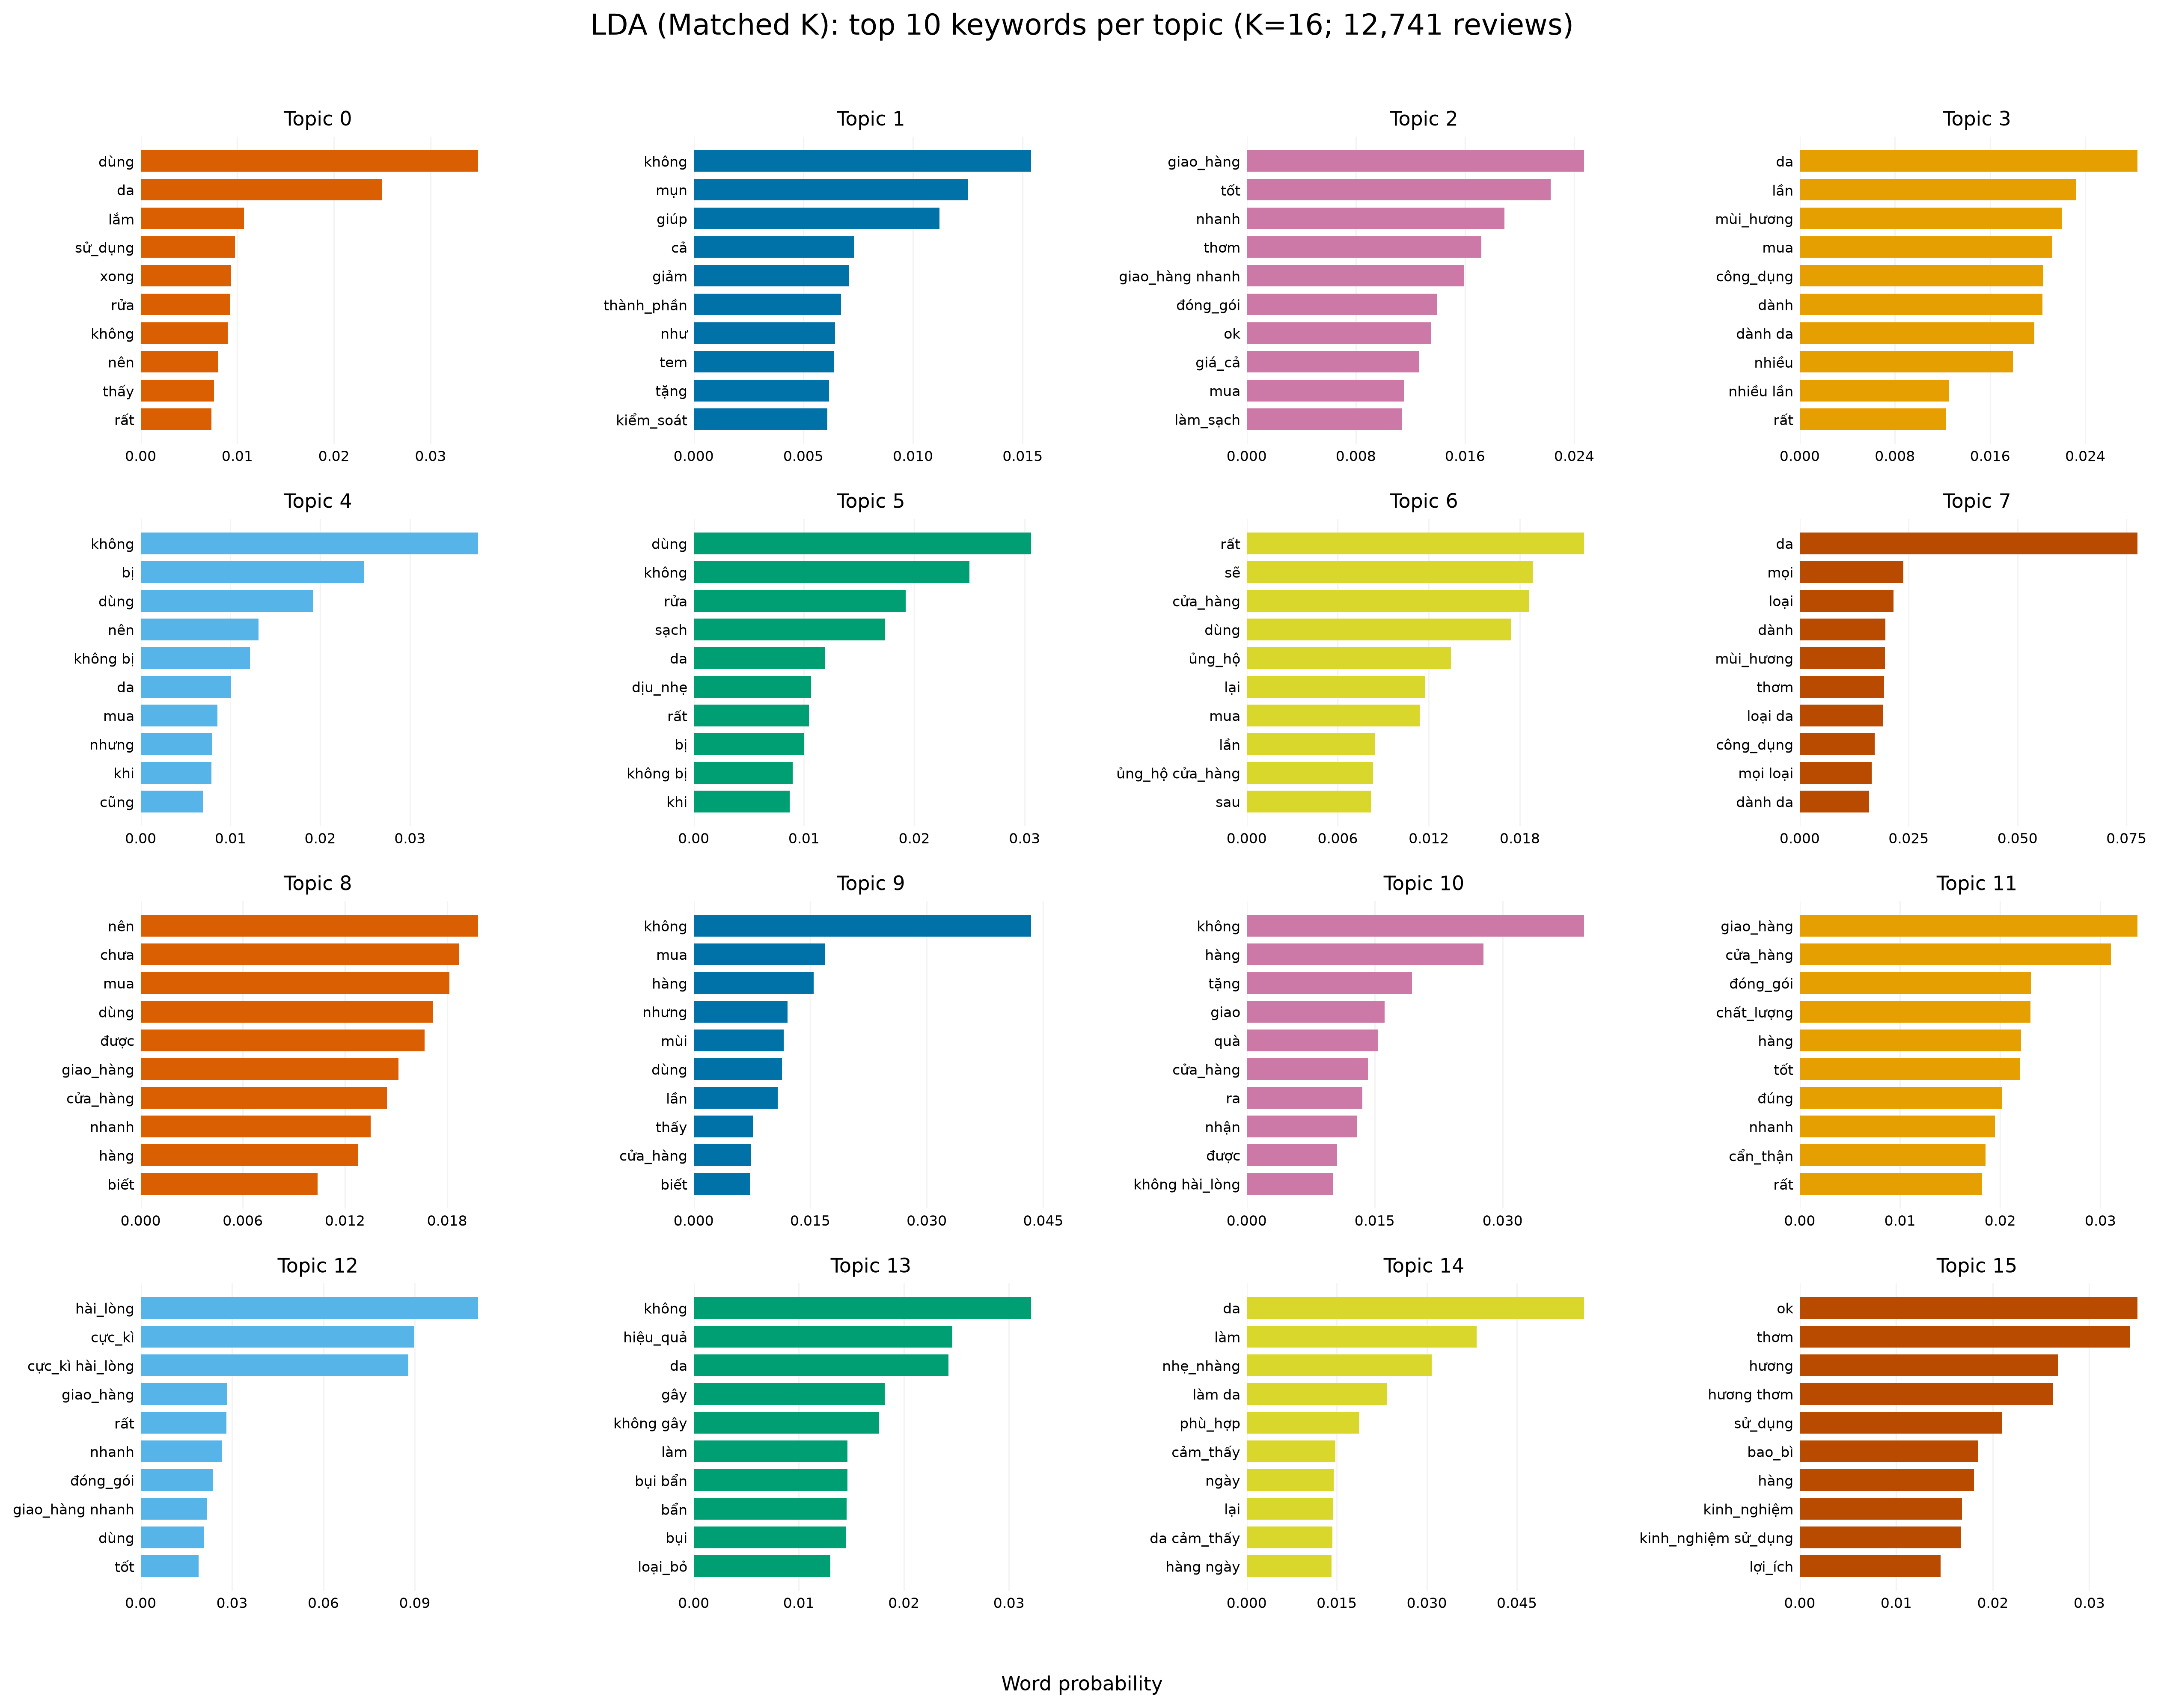 LDA (Matched K): top 10 keywords per topic (K=16; 12,741 reviews)
Topic 0
dùng
da
lắm
sử_dụng
xong
rửa
không
nên
thấy
rất
0.00 0.01 0.02 0.03
Topic 1
không
mụn
giúp
cả
giảm
thành_phần
như
tem
tặng
kiểm_soát
0.000 0.005 0.010 0.015
Topic 2
giao_hàng
tốt
nhanh
thơm
giao_hàng nhanh
đóng_gói
ok
giá_cả
mua
làm_sạch
0.000 0.008 0.016 0.024
Topic 3
da
lần
mùi_hương
mua
công_dụng
dành
dành da
nhiều
nhiều lần
rất
0.000 0.008 0.016 0.024
Topic 4
không
bị
dùng
nên
không bị
da
mua
nhưng
khi
cũng
0.00 0.01 0.02 0.03
Topic 5
dùng
không
rửa
sạch
da
dịu_nhẹ
rất
bị
không bị
khi
0.00 0.01 0.02 0.03
Topic 6
rất
sẽ
cửa_hàng
dùng
ủng_hộ
lại
mua
lần
ủng_hộ cửa_hàng
sau
0.000 0.006 0.012 0.018
Topic 7
da
mọi
loại
dành
mùi_hương
thơm
loại da
công_dụng
mọi loại
dành da
0.000 0.025 0.050 0.075
Topic 8
nên
chưa
mua
dùng
được
giao_hàng
cửa_hàng
nhanh
hàng
biết
0.000 0.006 0.012 0.018
Topic 9
không
mua
hàng
nhưng
mùi
dùng
lần
thấy
cửa_hàng
biết
0.000 0.015 0.030 0.045
Topic 10
không
hàng
tặng
giao
quà
cửa_hàng
ra
nhận
được
không hài_lòng
0.000 0.015 0.030
Topic 11
giao_hàng
cửa_hàng
đóng_gói
chất_lượng
hàng
tốt
đúng
nhanh
cẩn_thận
rất
0.00 0.01 0.02 0.03
Topic 12
hài_lòng
cực_kì
cực_kì hài_lòng
giao_hàng
rất
nhanh
đóng_gói
giao_hàng nhanh
dùng
tốt
0.00 0.03 0.06 0.09
Topic 13
không
hiệu_quả
da
gây
không gây
làm
bụi bẩn
bẩn
bụi
loại_bỏ
0.00 0.01 0.02 0.03
Topic 14
da
làm
nhẹ_nhàng
làm da
phù_hợp
cảm_thấy
ngày
lại
da cảm_thấy
hàng ngày
0.000 0.015 0.030 0.045
Topic 15
ok
thơm
hương
hương thơm
sử_dụng
bao_bì
hàng
kinh_nghiệm
kinh_nghiệm sử_dụng
lợi_ích
0.00 0.01 0.02 0.03
Word probability